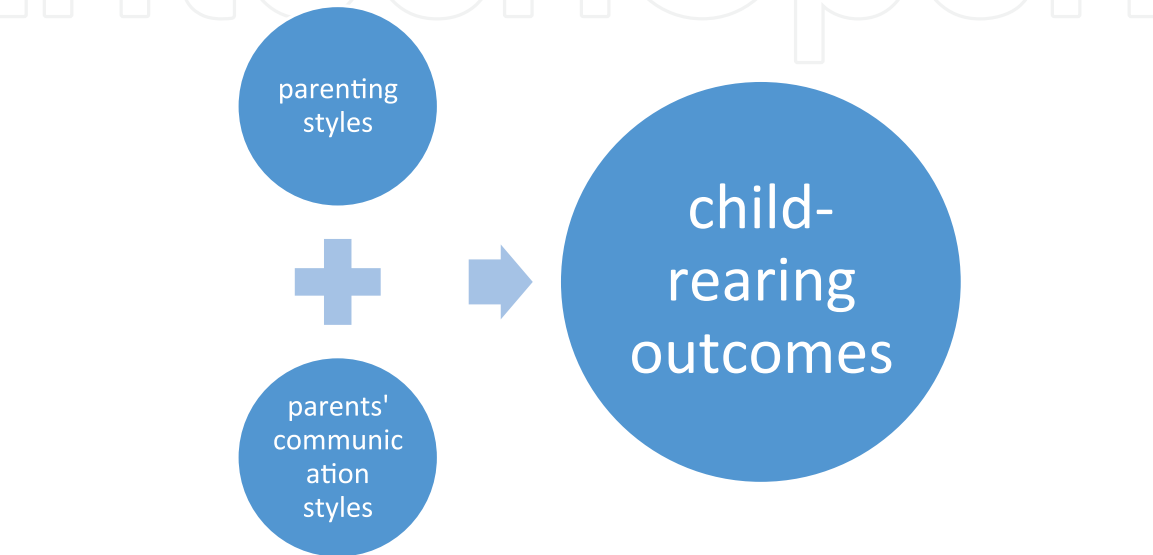 parenting
styles
child-
rearing
outcomes
parents'
communic
ation
styles